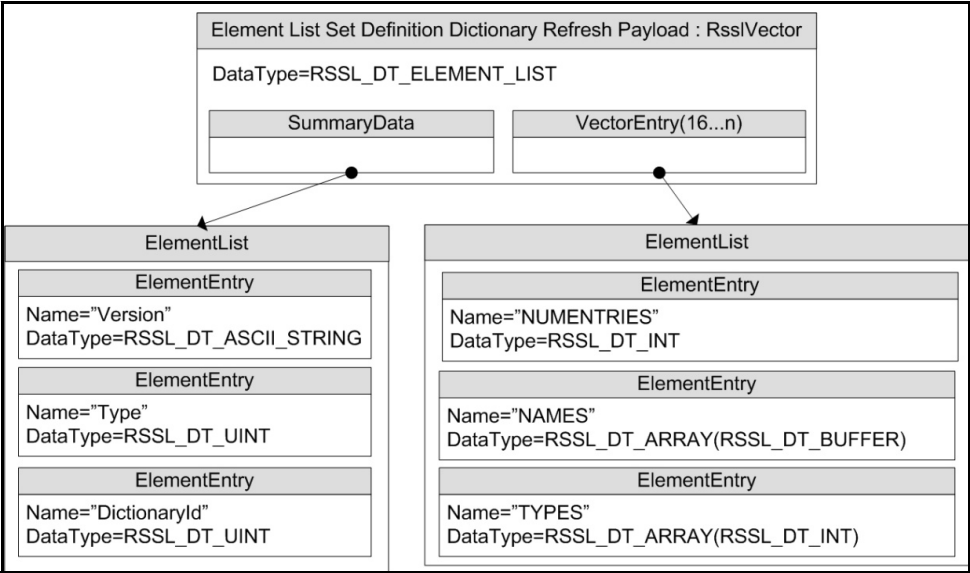 Element List Set Definition Dictionary Refresh Payload : RsslVector
DataType=RSSL_DT_ELEMENT_LIST
SummaryData
VectorEntry(16...n)
ElementList
ElementEntry
Name=”Version”
DataType=RSSL_DT_ASCII_STRING
ElementEntry
Name=”Type”
DataType=RSSL_DT_UINT
ElementEntry
Name=”DictionaryId”
DataType=RSSL_DT_UINT
ElementList
ElementEntry
Name=”NUMENTRIES”
DataType=RSSL_DT_INT
ElementEntry
Name=”NAMES”
DataType=RSSL_DT_ARRAY(RSSL_DT_BUFFER)
ElementEntry
Name=”TYPES”
DataType=RSSL_DT_ARRAY(RSSL_DT_INT)